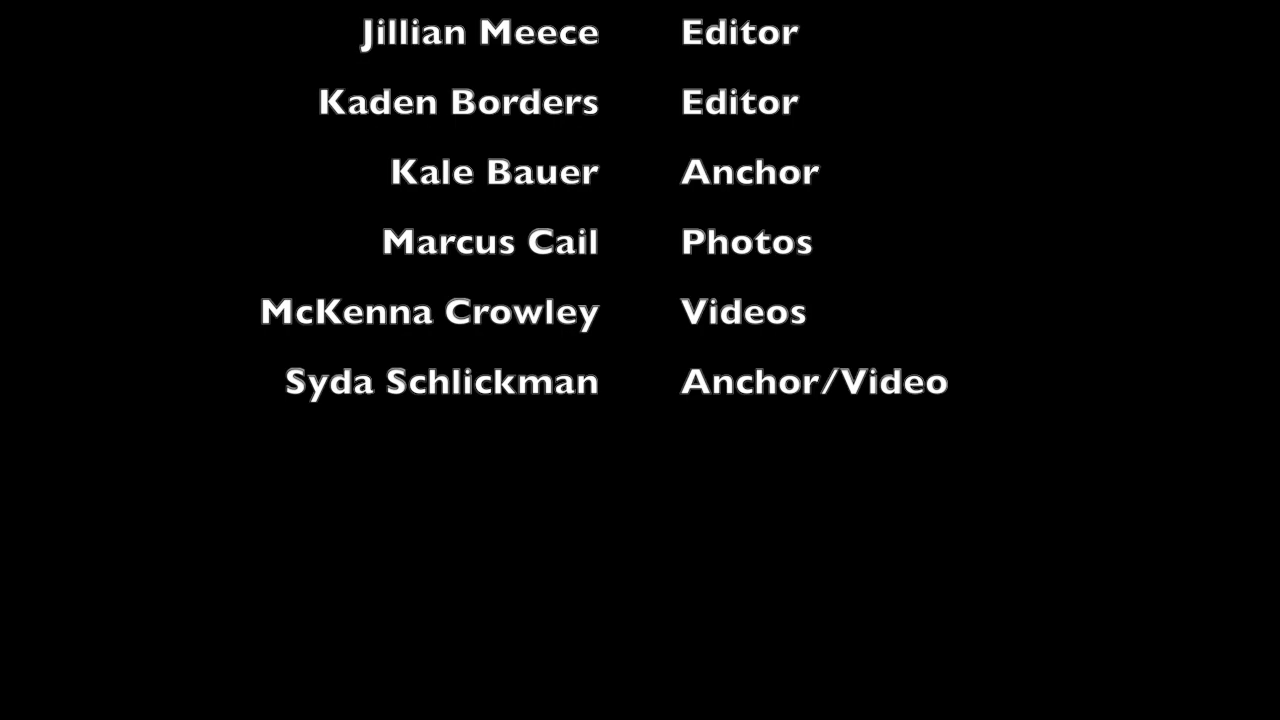 Jillian Meece Editor
Kaden Borders Editor
Kale Bauer Anchor
Marcus Cail Photos
McKenna Crowley Videos
Syda Schlickman Anchor/Video